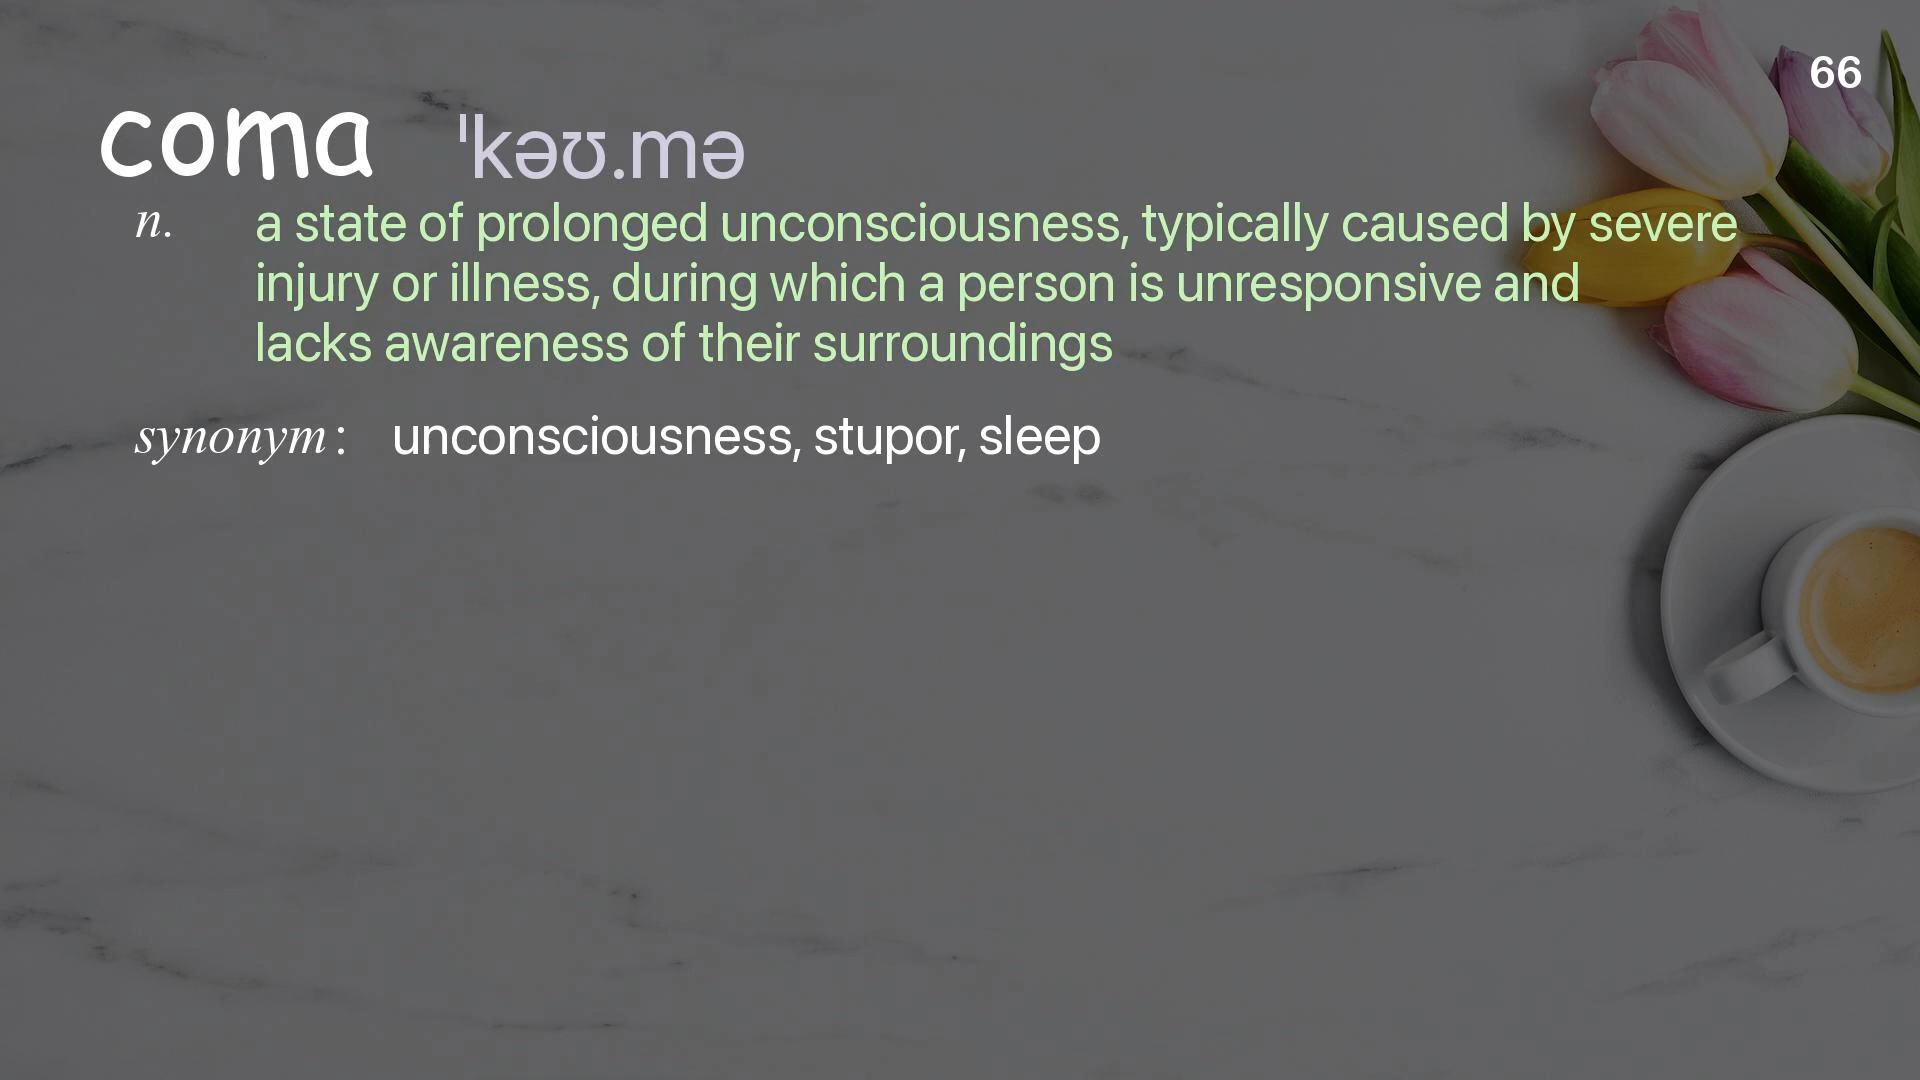 66
coma ˈkəʊ.mə
n. a state of prolonged unconsciousness, typically caused by severe
injury or illness, during which a person is unresponsive and
lacks awareness of their surroundings
synonym : unconsciousness, stupor, sleep